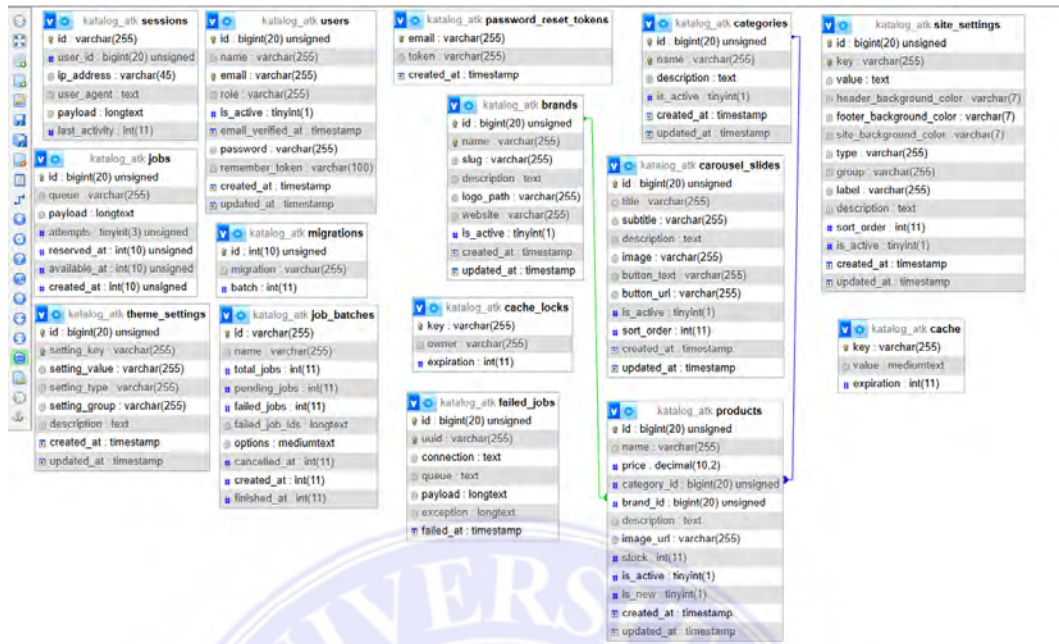 katalog_atk sessions
id : varchar(255)
user_id : bigint(20) unsigned
ip_address : varchar(45)
user_agent : text
payload : longtext
last_activity : int(11)
katalog_atk users
id : bigint(20) unsigned
name : varchar(255)
email : varchar(255)
role : varchar(255)
is_active : tinyint(1)
email_verified_at : timestamp
password : varchar(255)
remember_token : varchar(100)
created_at : timestamp
updated_at : timestamp
katalog_atk password_reset_tokens
email : varchar(255)
token : varchar(255)
created_at : timestamp
katalog_atk categories
id : bigint(20) unsigned
name : varchar(255)
description : text
is_active : tinyint(1)
created_at : timestamp
updated_at : timestamp
katalog_atk site_settings
id : bigint(20) unsigned
key : varchar(255)
value : text
header_background_color : varchar(7)
footer_background_color : varchar(7)
site_background_color : varchar(7)
type : varchar(255)
group : varchar(255)
label : varchar(255)
description : text
sort_order : int(11)
is_active : tinyint(1)
created_at : timestamp
updated_at : timestamp
katalog_atk brands
id : bigint(20) unsigned
name : varchar(255)
slug : varchar(255)
description : text
logo_path : varchar(255)
website : varchar(255)
is_active : tinyint(1)
created_at : timestamp
updated_at : timestamp
katalog_atk jobs
id : bigint(20) unsigned
queue : varchar(255)
payload : longtext
attempts : tinyint(3) unsigned
reserved_at : int(10) unsigned
available_at : int(10) unsigned
created_at : int(10) unsigned
katalog_atk migrations
id : int(10) unsigned
migration : varchar(255)
batch : int(11)
katalog_atk carousel_slides
id : bigint(20) unsigned
title : varchar(255)
subtitle : varchar(255)
description : text
image : varchar(255)
button_text : varchar(255)
button_url : varchar(255)
is_active : tinyint(1)
sort_order : int(11)
created_at : timestamp
updated_at : timestamp
katalog_atk theme_settings
id : bigint(20) unsigned
setting_key : varchar(255)
setting_value : varchar(255)
setting_type : varchar(255)
setting_group : varchar(255)
description : text
created_at : timestamp
updated_at : timestamp
katalog_atk job_batches
id : varchar(255)
name : varchar(255)
total_jobs : int(11)
pending_jobs : int(11)
failed_jobs : int(11)
failed_job_ids : longtext
options : mediumtext
cancelled_at : int(11)
created_at : int(11)
finished_at : int(11)
katalog_atk cache_locks
key : varchar(255)
owner : varchar(255)
expiration : int(11)
katalog_atk cache
key : varchar(255)
value : mediumtext
expiration : int(11)
katalog_atk failed_jobs
id : bigint(20) unsigned
uuid : varchar(255)
connection : text
queue : text
payload : longtext
exception : longtext
failed_at : timestamp
katalog_atk products
id : bigint(20) unsigned
name : varchar(255)
price : decimal(10,2)
category_id : bigint(20) unsigned
brand_id : bigint(20) unsigned
description : text
image_url : varchar(255)
stock : int(11)
is_active : tinyint(1)
is_new : tinyint(1)
created_at : timestamp
updated_at : timestamp